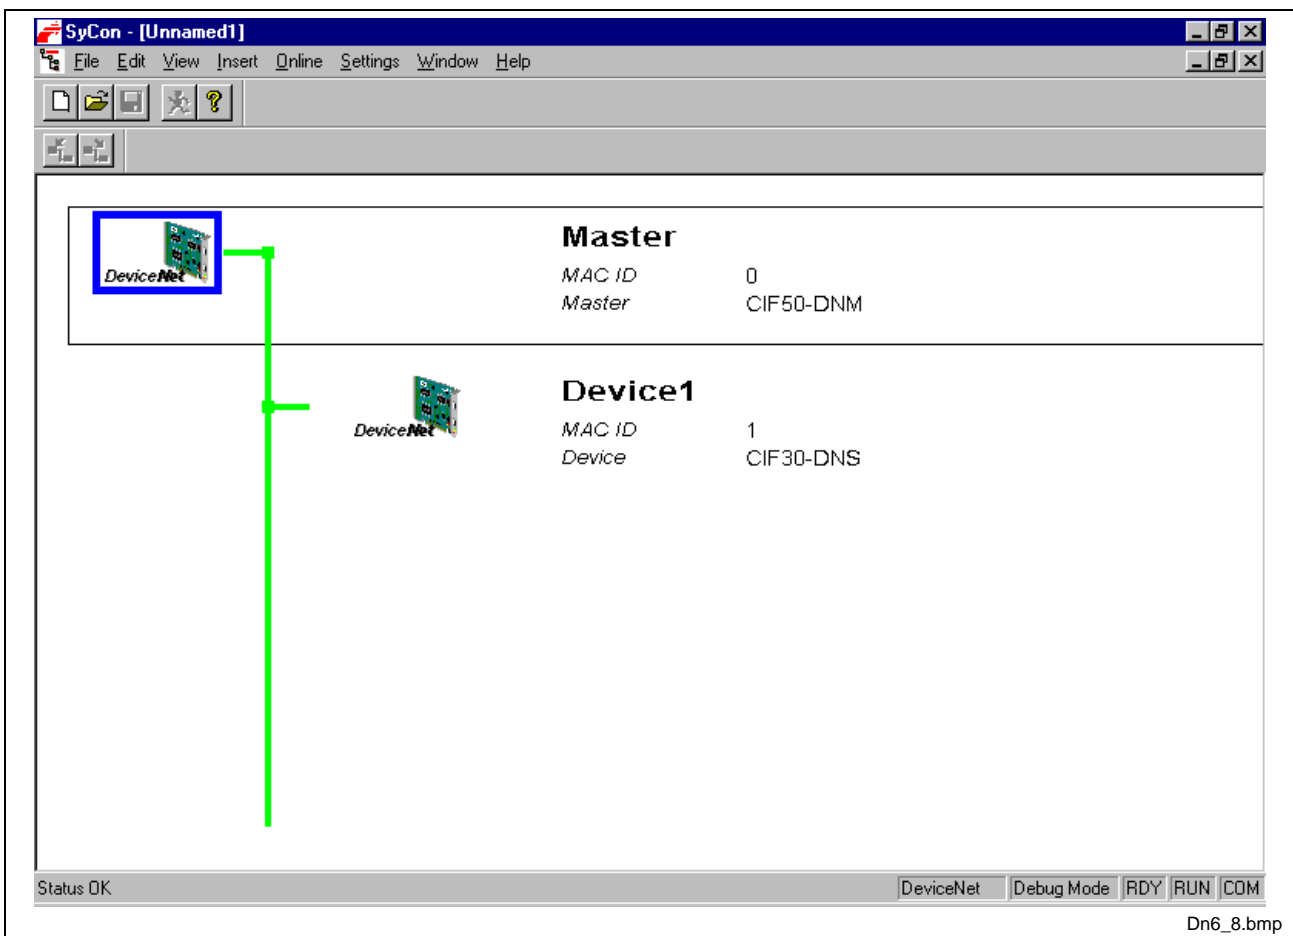 SyCon - [Unnamed1]
File Edit View Insert Online Settings Window Help
DeviceNet
Master
MAC ID 0
Master CIF50-DNM
DeviceNet
Device1
MAC ID 1
Device CIF30-DNS
Status OK DeviceNet Debug Mode RDY RUN COM
Dn6_8.bmp